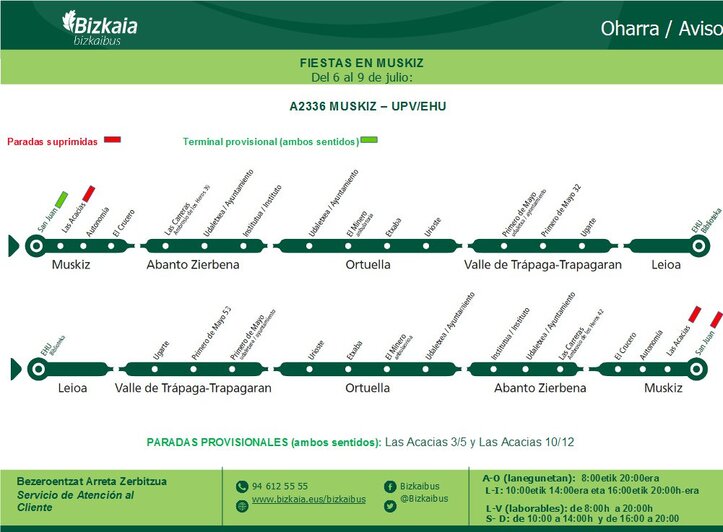 Bizkaia
bizkaibus
Oharra / Aviso
FIESTAS EN MUSKIZ
Del 6 al 9 de julio:
A2336 MUSKIZ – UPV/EHU
Paradas suprimidas
Terminal provisional (ambos sentidos)
San Juan
Las Acacias
Autonomía
El Crucero
Las Carreras
Udaletxea / Ayuntamiento
Institutua / Instituto
Udaletxea / Ayuntamiento
El Minero
ambulatorioa
Etxaba
Urioste
Primero de Mayo
udaletxea / ayuntamiento
Primero de Mayo 32
Ugarte
EHU
Biblioteka
Muskiz
Abanto Zierbena
Ortuella
Valle de Trápaga-Trapagaran
Leioa
EHU
Biblioteka
Ugarte
Primero de Mayo 53
Primero de Mayo
udaletxea / ayuntamiento
Urioste
Etxaba
El Minero
ambulatorioa
Udaletxea / Ayuntamiento
Institutua / Instituto
Udaletxea / Ayuntamiento
Las Carreras
El Crucero
Autonomía
Las Acacias
San Juan
Leioa
Valle de Trápaga-Trapagaran
Ortuella
Abanto Zierbena
Muskiz
PARADAS PROVISIONALES (ambos sentidos): Las Acacias 3/5 y Las Acacias 10/12
Bezeroentzat Arreta Zerbitzua
Servicio de Atención al
Cliente
94 612 55 55
www.bizkaia.eus/bizkaibus
Bizkaibus
@Bizkaibus
A-O (lanegunetan): 8:00etik 20:00era
L-I: 10:00etik 14:00era eta 16:00etik 20:00h-era
L-V (laborables): de 8:00h a 20:00h
S- D: de 10:00 a 14:00h y de 16:00 a 20:00